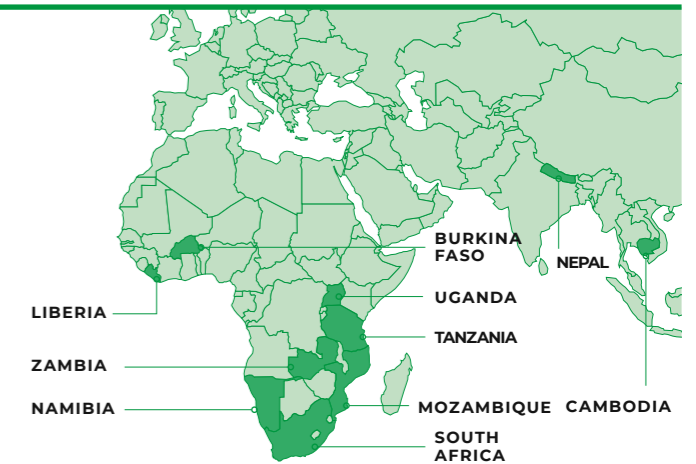 BURKINA
FASO
NEPAL
UGANDA
LIBERIA
TANZANIA
ZAMBIA
NAMIBIA
MOZAMBIQUE
CAMBODIA
SOUTH
AFRICA